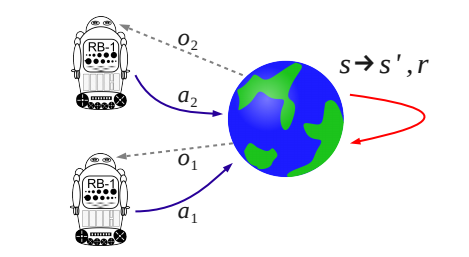 RB-1
o₂
a₂
s→s',r
RB-1
o₁
a₁